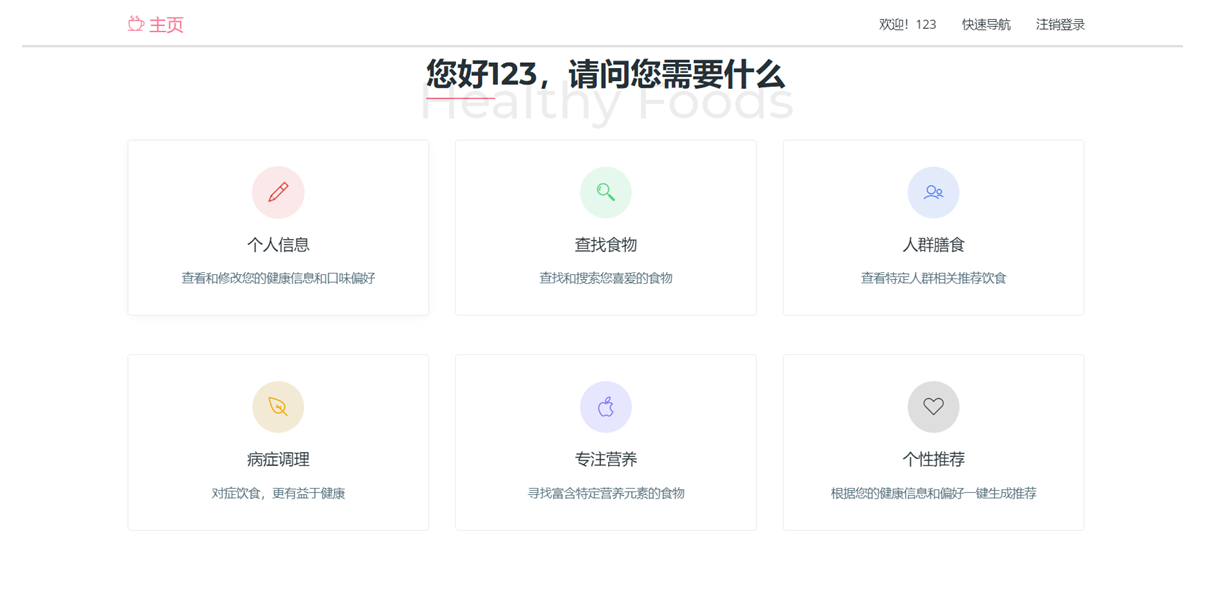 主页
欢迎！123 快速导航 注销登录
您好123，请问您需要什么
Healthy Foods
个人信息
查看和修改您的健康信息和口味偏好
查找食物
查找和搜索您喜爱的食物
人群膳食
查看特定人群相关推荐饮食
病症调理
对症饮食，更有益于健康
专注营养
寻找富含特定营养元素的食物
个性推荐
根据您的健康信息和偏好一键生成推荐